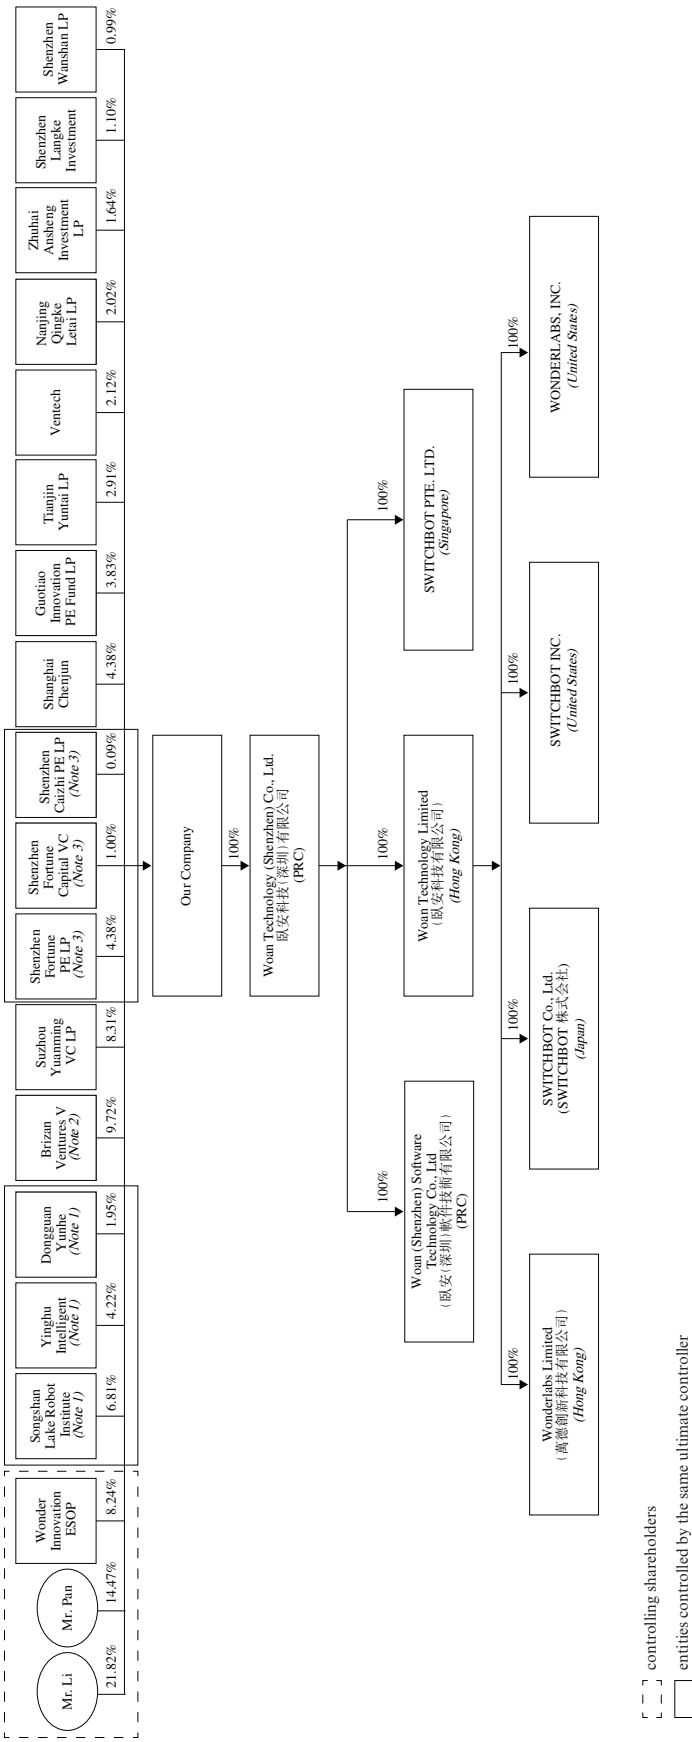 Mr. Li
21.82%
Mr. Pan
14.47%
Wonder
Innovation
ESOP
8.24%
Songshan
Lake Robot
Institute
(Note 1)
6.81%
Yinghu
Intelligent
(Note 1)
4.22%
Dongguan
Yunhe
(Note 1)
1.95%
Brizan
Ventures V
(Note 2)
9.72%
Suzhou
Yuanming
VC LP
8.31%
Shenzhen
Fortune
PE LP
(Note 3)
4.38%
Shenzhen
Fortune
Capital VC
(Note 3)
1.00%
Shenzhen
Caizhi PE LP
(Note 3)
0.09%
Shanghai
Chenjun
4.38%
Guotiao
Innovation
PE Fund LP
3.83%
Tianjin
Yuntai LP
2.91%
Ventech
2.12%
Nanjing
Qingke
Letai LP
2.02%
Zhuhai
Ansheng
Investment
LP
1.64%
Shenzhen
Langke
Investment
1.10%
Shenzhen
Wanshan LP
0.99%
Our Company
100%
Woan Technology (Shenzhen) Co., Ltd.
臥安科技(深圳)有限公司
(PRC)
100%
Woan (Shenzhen) Software
Technology Co., Ltd
(臥安(深圳)軟件技術有限公司)
(PRC)
100%
Woan Technology Limited
(臥安科技有限公司)
(Hong Kong)
100%
SWITCHBOT PTE. LTD.
(Singapore)
100%
Wonderlabs Limited
(萬德創新科技有限公司)
(Hong Kong)
100%
SWITCHBOT Co., Ltd.
(SWITCHBOT 株式会社)
(Japan)
100%
SWITCHBOT INC.
(United States)
100%
WONDERLABS, INC.
(United States)
controlling shareholders
entities controlled by the same ultimate controller